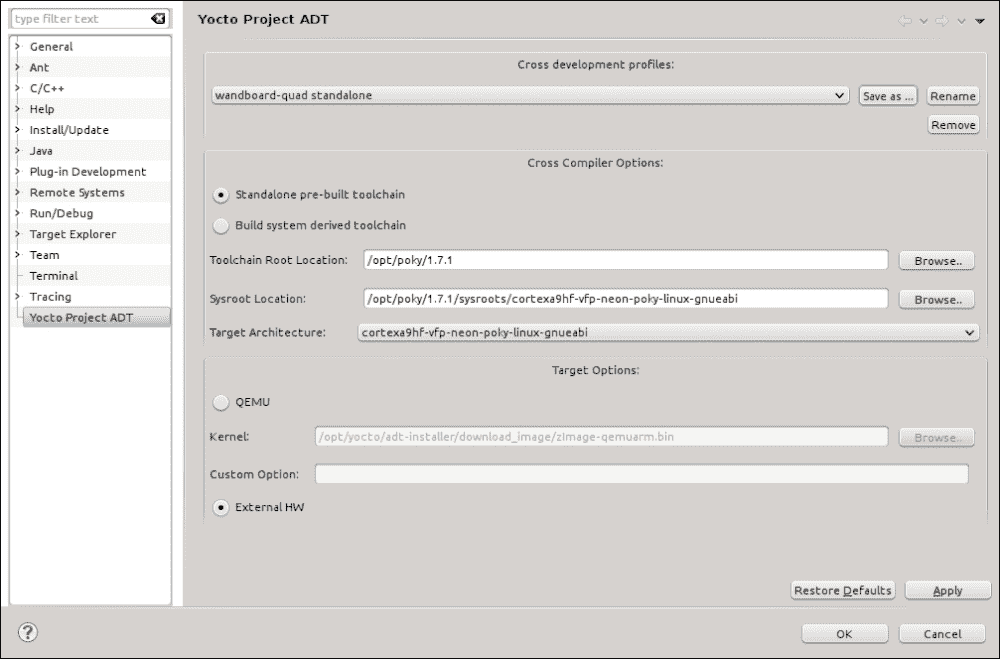 type filter text
General
Ant
C/C++
Help
Install/Update
Java
Plug-in Development
Remote Systems
Run/Debug
Target Explorer
Team
Terminal
Tracing
Yocto Project ADT
Yocto Project ADT
Cross development profiles:
wandboard-quad standalone
Save as ...
Rename
Remove
Cross Compiler Options:
Standalone pre-built toolchain
Build system derived toolchain
Toolchain Root Location: /opt/poky/1.7.1 Browse..
Sysroot Location: /opt/poky/1.7.1/sysroots/cortexa9hf-vfp-neon-poky-linux-gnueabi Browse..
Target Architecture: cortexa9hf-vfp-neon-poky-linux-gnueabi
Target Options:
QEMU
Kernel: /opt/yocto/adt-installer/download_image/zImage-qemuarm.bin Browse..
Custom Option:
External HW
Restore Defaults Apply
? OK Cancel